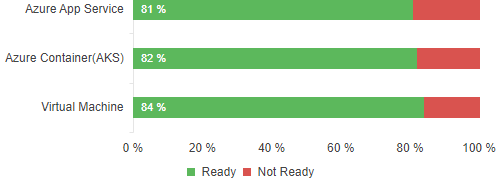 Azure App Service 81 %
Azure Container(AKS) 82 %
Virtual Machine 84 %
0 % 20 % 40 % 60 % 80 % 100 %
Ready Not Ready